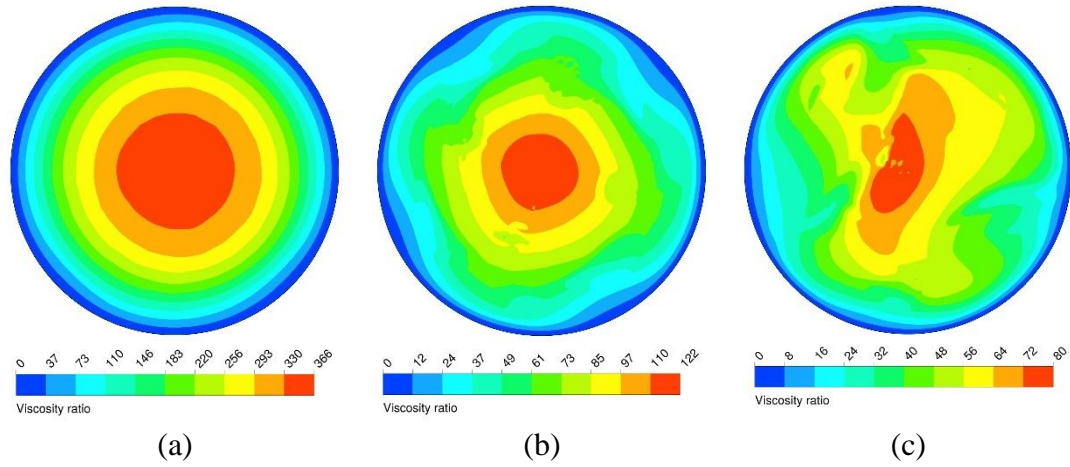 0 37 73 110 146 183 220 256 293 330 366
Viscosity ratio
(a)
0 12 24 37 49 61 73 85 97 110 122
Viscosity ratio
(b)
0 8 16 24 32 40 48 56 64 72 80
Viscosity ratio
(c)